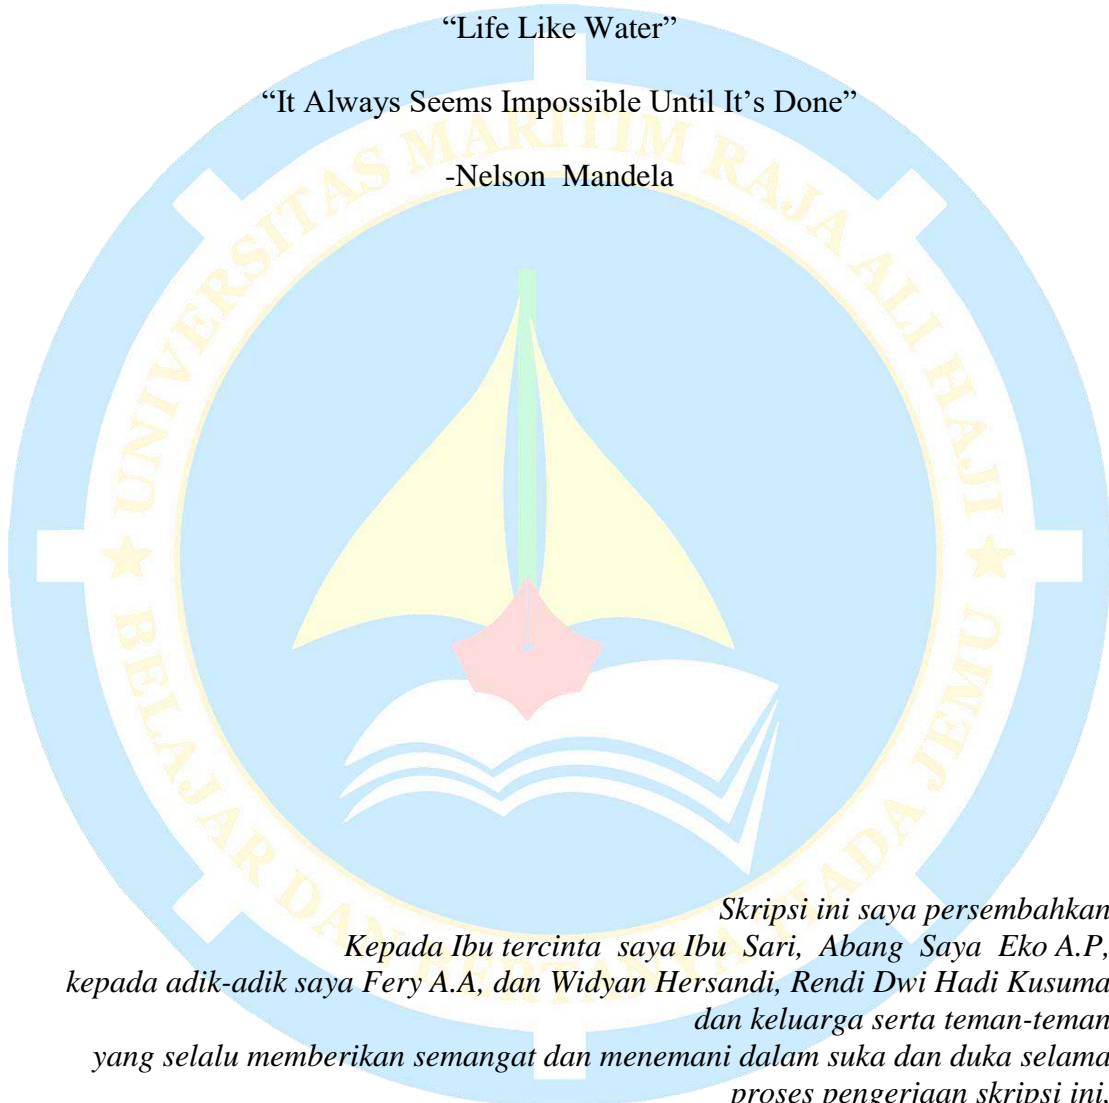 “Life Like Water”
“It Always Seems Impossible Until It’s Done”
-Nelson Mandela
UNIVERSITAS MARITIM RAJA ALI HAJI
BELAJAR DAN BERTANI TIADA JEMU
Skripsi ini saya persembahkan
Kepada Ibu tercinta saya Ibu Sari, Abang Saya Eko A.P,
kepada adik-adik saya Fery A.A, dan Widyan Hersandi, Rendi Dwi Hadi Kusuma
dan keluarga serta teman-teman
yang selalu memberikan semangat dan menemani dalam suka dan duka selama
proses pengerjaan skripsi ini.